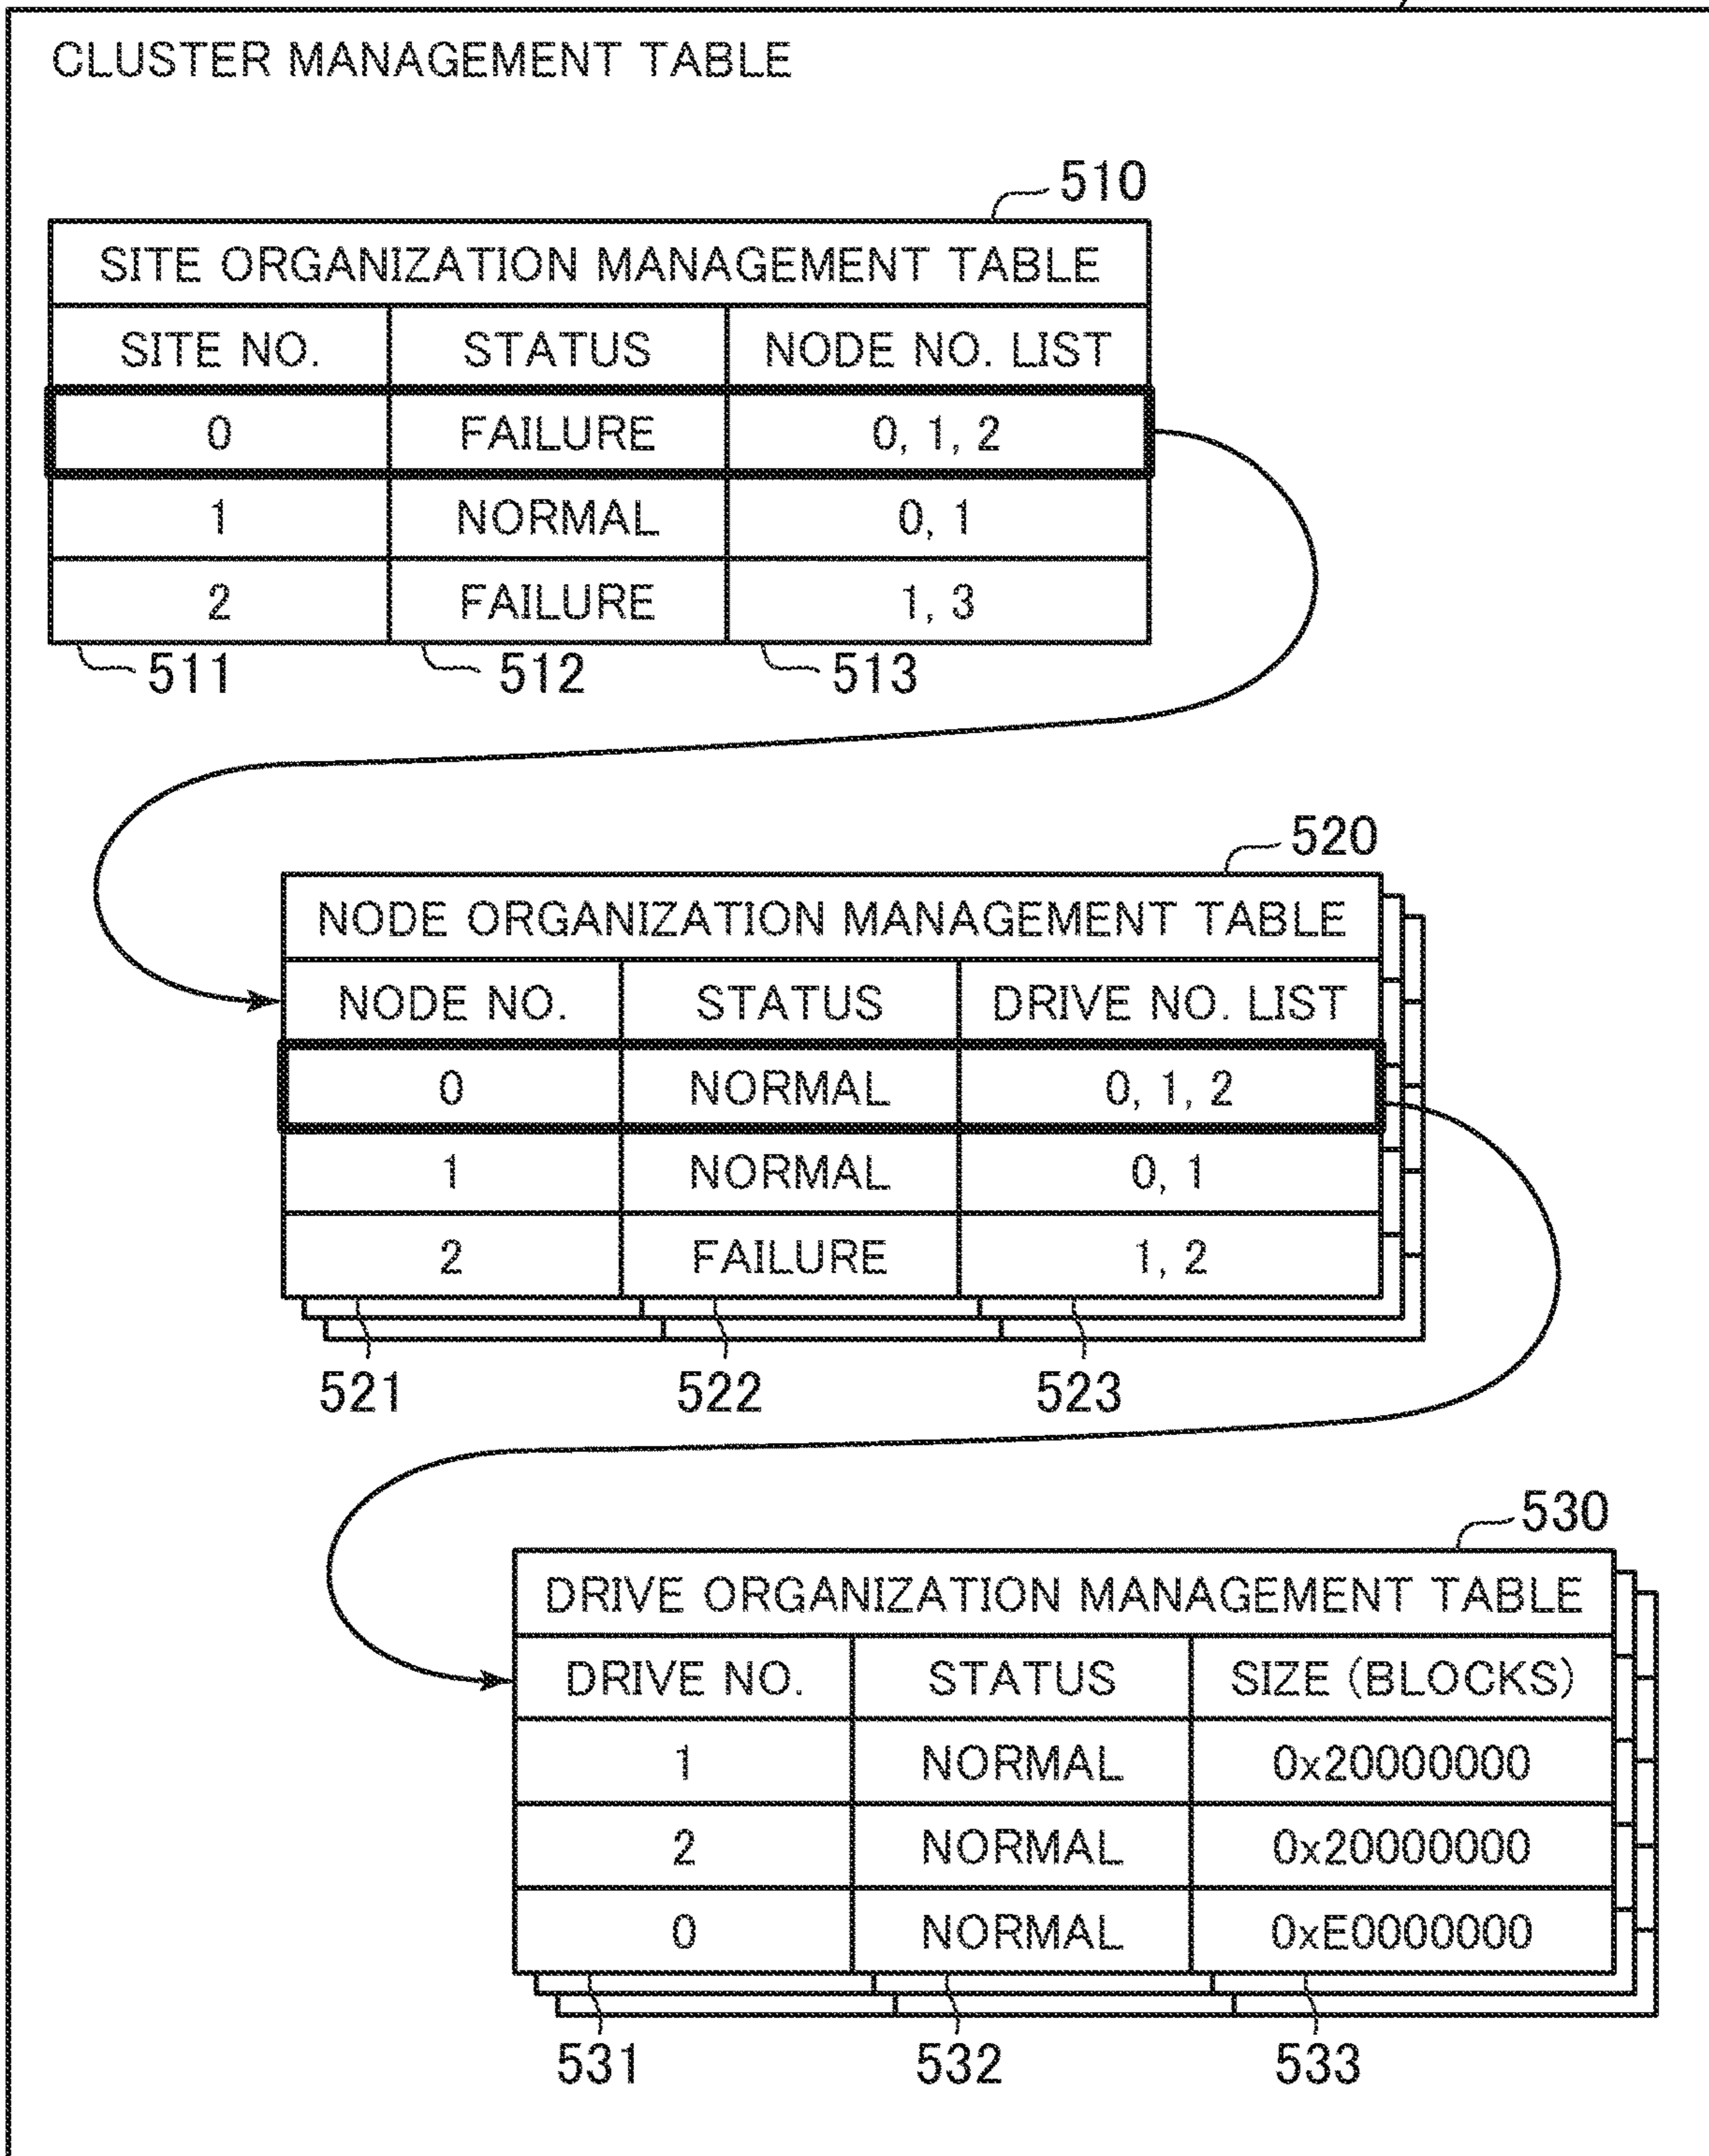 CLUSTER MANAGEMENT TABLE
510
SITE ORGANIZATION MANAGEMENT TABLE
SITE NO. STATUS NODE NO. LIST
0 FAILURE 0, 1, 2
1 NORMAL 0, 1
2 FAILURE 1, 3
511 512 513
520
NODE ORGANIZATION MANAGEMENT TABLE
NODE NO. STATUS DRIVE NO. LIST
0 NORMAL 0, 1, 2
1 NORMAL 0, 1
2 FAILURE 1, 2
521 522 523
530
DRIVE ORGANIZATION MANAGEMENT TABLE
DRIVE NO. STATUS SIZE (BLOCKS)
1 NORMAL 0x20000000
2 NORMAL 0x20000000
0 NORMAL 0xE0000000
531 532 533